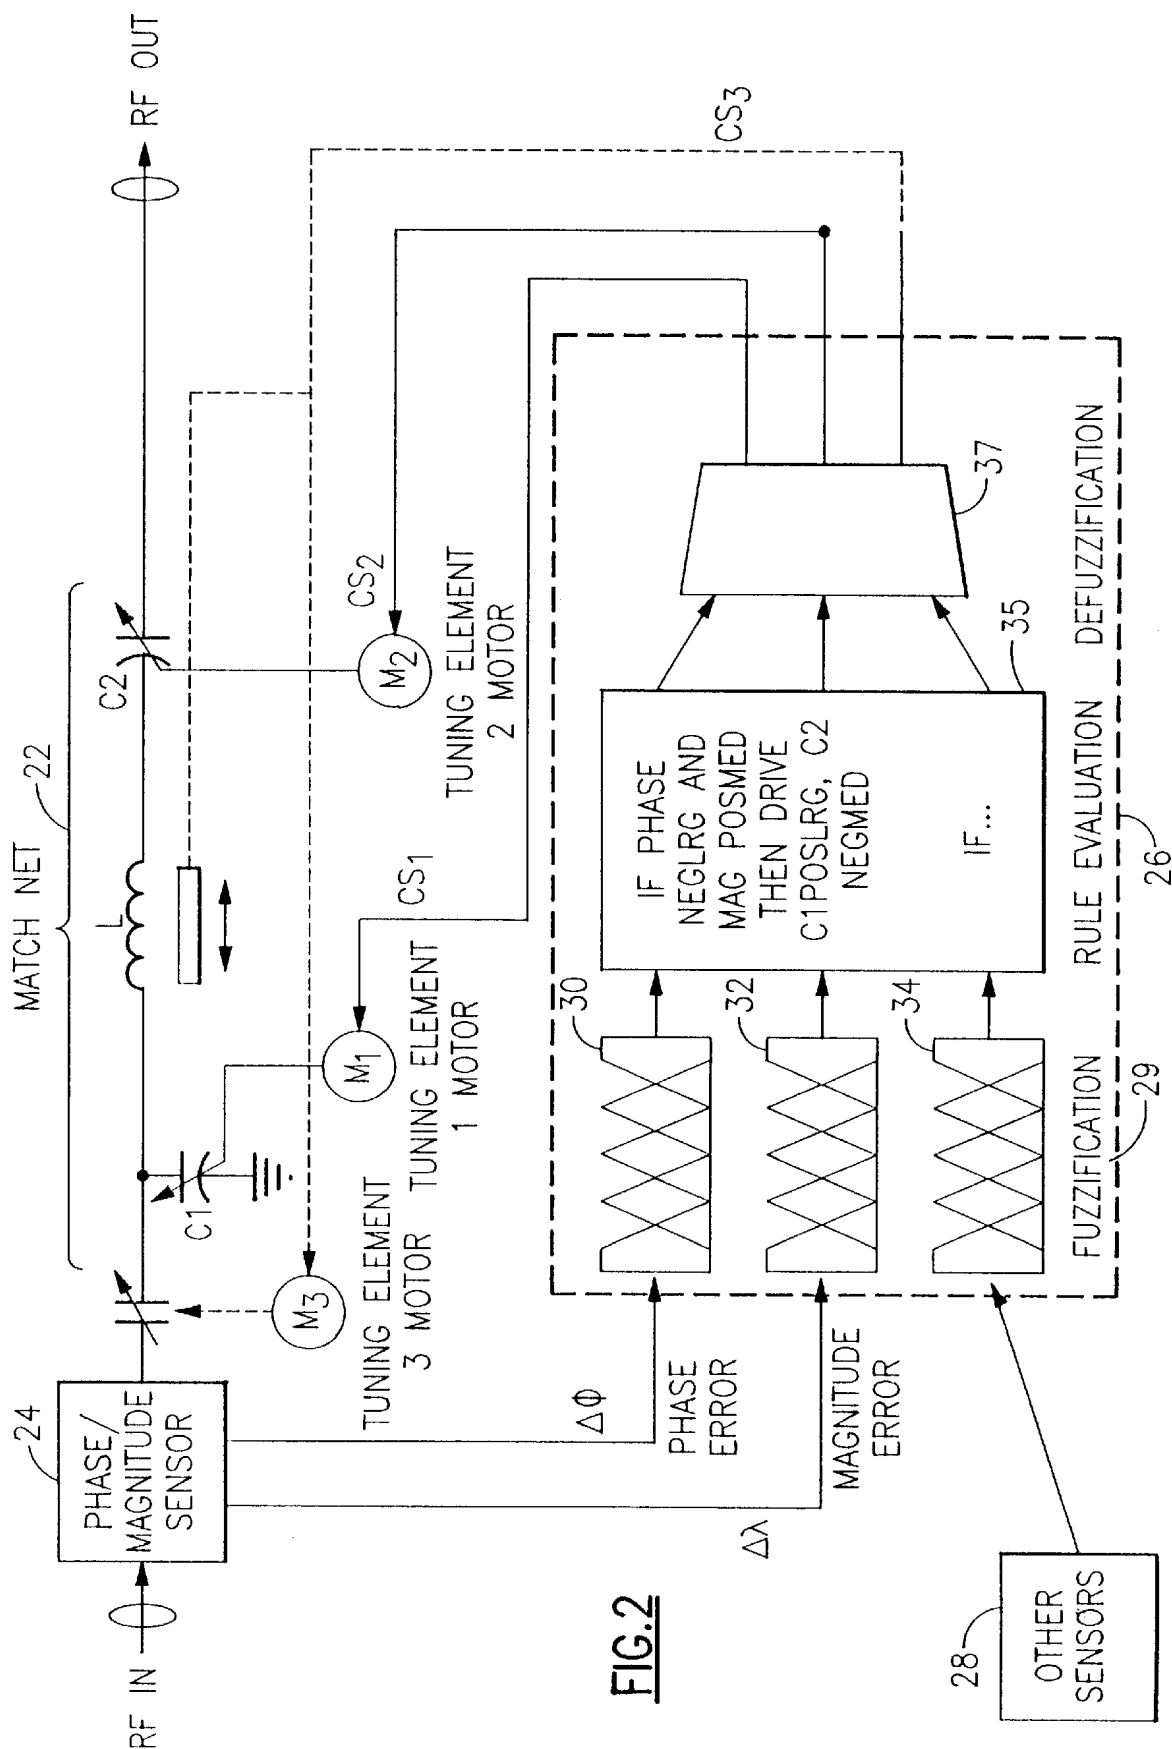 RF IN
24
PHASE/
MAGNITUDE
SENSOR
MATCH NET
22
C1
L
C2
RF OUT
M3
TUNING ELEMENT
3 MOTOR
M1
TUNING ELEMENT
1 MOTOR
CS1
M2
TUNING ELEMENT
2 MOTOR
CS2
CS3
ΔΦ
PHASE
ERROR
Δλ
MAGNITUDE
ERROR
30
32
34
IF PHASE
NEGLRG AND
MAG POSMED
THEN DRIVE
C1POSLRG, C2
NEGMED
IF...
35
37
FUZZIFICATION
RULE EVALUATION
DEFUZZIFICATION
29
26
28
OTHER
SENSORS
FIG.2